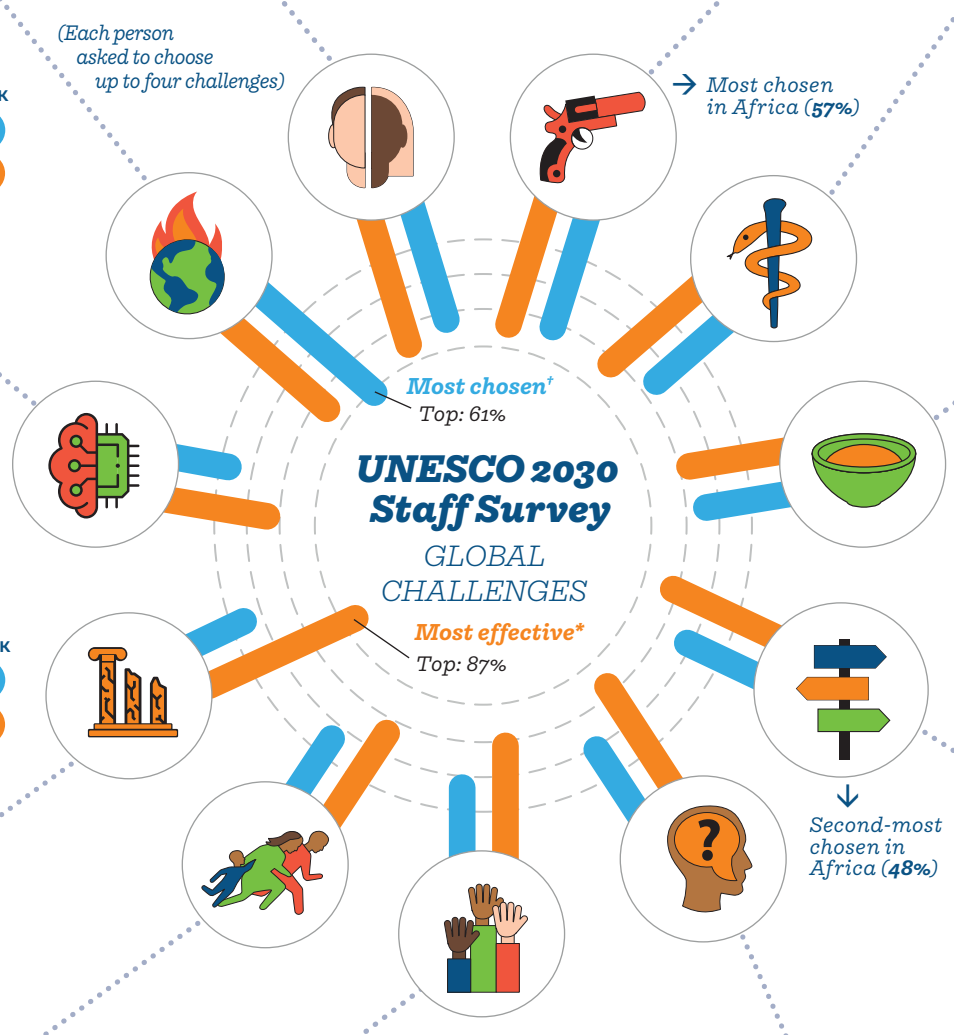 (Each person
asked to choose
up to four challenges)
K
→ Most chosen
in Africa (57%)
Most chosen†
Top: 61%
UNESCO 2030
Staff Survey
GLOBAL
CHALLENGES
Most effective*
Top: 87%
K
?
Second-most
chosen in
Africa (48%)